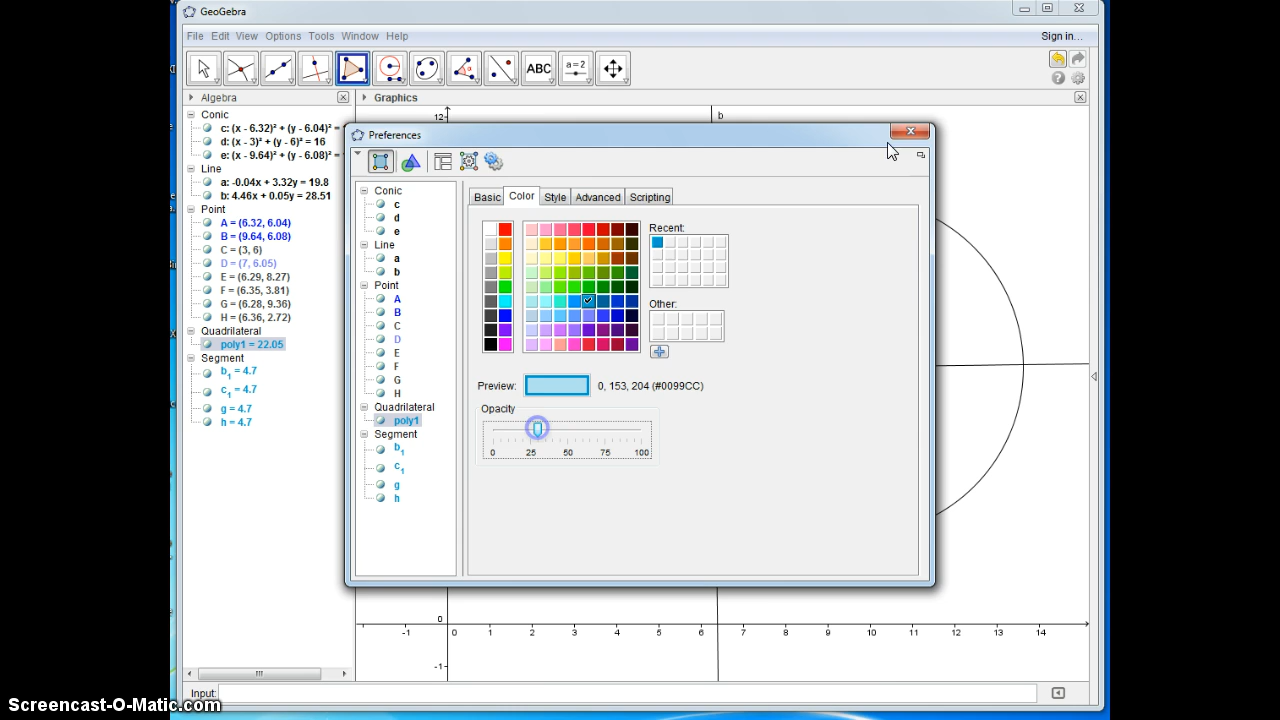 GeoGebra
File Edit View Options Tools Window Help
Sign in...
ABC
a = 2
Algebra
Graphics
Conic
c: (x - 6.32)² + (y - 6.04)² =
d: (x - 3)² + (y - 6)² = 16
e: (x - 9.64)² + (y - 6.08)² =
Line
a: -0.04x + 3.32y = 19.8
b: 4.46x + 0.05y = 28.51
Point
A = (6.32, 6.04)
B = (9.64, 6.08)
C = (3, 6)
D = (7, 6.05)
E = (6.29, 8.27)
F = (6.35, 3.81)
G = (6.28, 9.36)
H = (6.36, 2.72)
Quadrilateral
poly1 = 22.05
Segment
b1 = 4.7
c1 = 4.7
g = 4.7
h = 4.7
12
b
Preferences
Conic
c
d
e
Line
a
b
Point
A
B
C
D
E
F
G
H
Quadrilateral
poly1
Segment
b1
c1
g
h
Basic Color Style Advanced Scripting
Recent:
Other:
Preview: 0, 153, 204 (#0099CC)
Opacity
0 25 50 75 100
0
-1 0 1 2 3 4 5 6 7 8 9 10 11 12 13 14
-1
Input:
Screencast-O-Matic.com